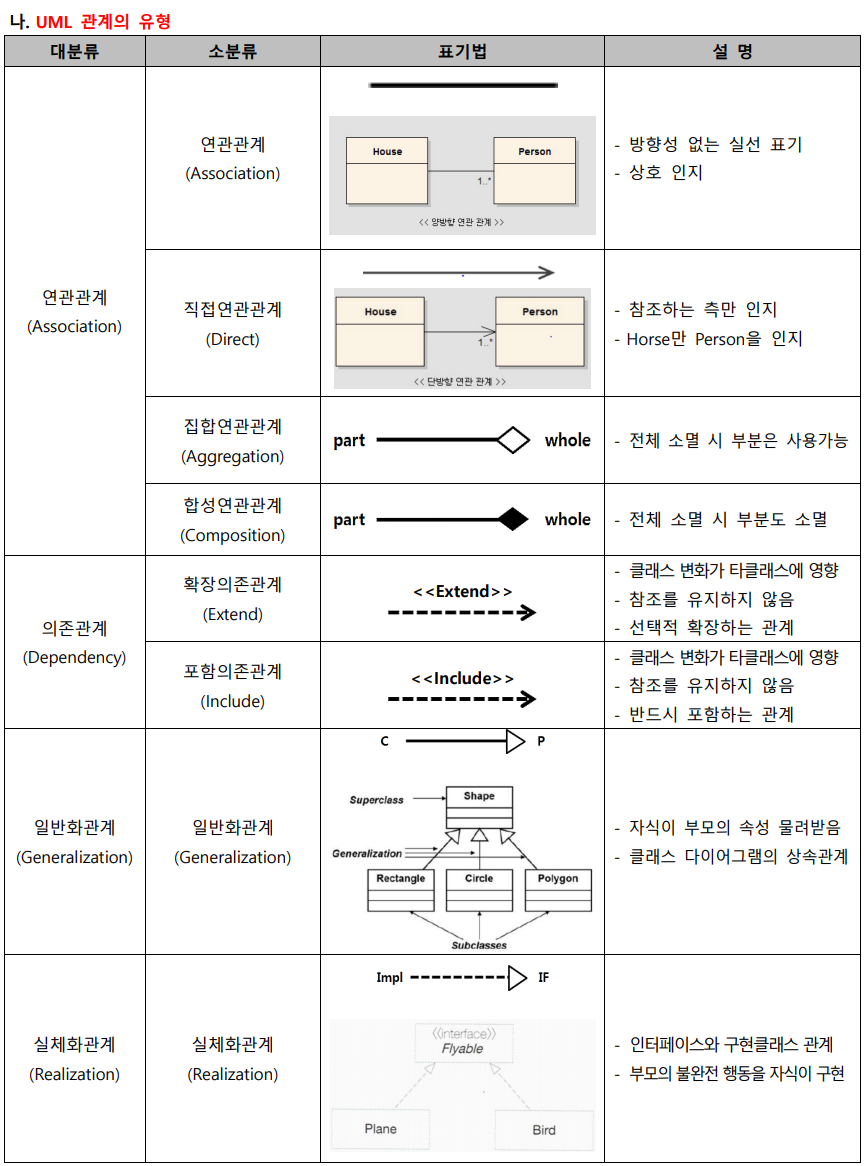 나. UML 관계의 유형
대분류 소분류 표기법 설 명
연관관계
(Association)
연관관계
(Association)
House Person
1..*
<< 양방향 연관 관계 >>
- 방향성 없는 실선 표기
- 상호 인지
직접연관관계
(Direct)
House Person
1..*
<< 단방향 연관 관계 >>
- 참조하는 측만 인지
- Horse만 Person을 인지
집합연관관계
(Aggregation)
part whole
- 전체 소멸 시 부분은 사용가능
합성연관관계
(Composition)
part whole
- 전체 소멸 시 부분도 소멸
의존관계
(Dependency)
확장의존관계
(Extend)
<<Extend>>
- 클래스 변화가 타클래스에 영향
- 참조를 유지하지 않음
- 선택적 확장하는 관계
포함의존관계
(Include)
<<Include>>
- 클래스 변화가 타클래스에 영향
- 참조를 유지하지 않음
- 반드시 포함하는 관계
일반화관계
(Generalization)
일반화관계
(Generalization)
C P
Superclass Shape
Generalization
Rectangle Circle Polygon
Subclasses
- 자식이 부모의 속성 물려받음
- 클래스 다이어그램의 상속관계
실체화관계
(Realization)
실체화관계
(Realization)
Impl IF
⟨⟨interface⟩⟩
Flyable
Plane Bird
- 인터페이스와 구현클래스 관계
- 부모의 불완전 행동을 자식이 구현